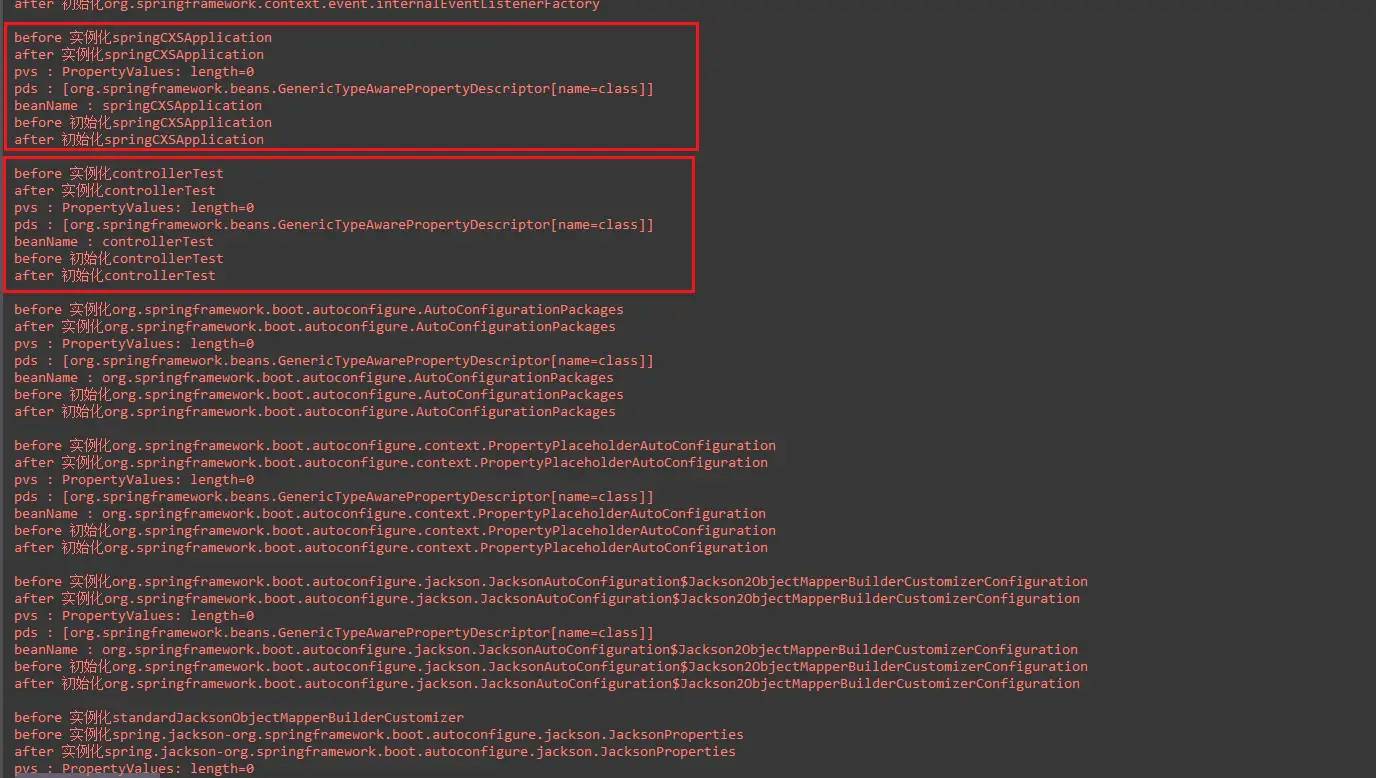 after 初始化org.springframework.context.event.internalEventListenerFactory
before 实例化springCXSApplication
after 实例化springCXSApplication
pvs : PropertyValues: length=0
pds : [org.springframework.beans.GenericTypeAwarePropertyDescriptor[name=class]]
beanName : springCXSApplication
before 初始化springCXSApplication
after 初始化springCXSApplication
before 实例化controllerTest
after 实例化controllerTest
pvs : PropertyValues: length=0
pds : [org.springframework.beans.GenericTypeAwarePropertyDescriptor[name=class]]
beanName : controllerTest
before 初始化controllerTest
after 初始化controllerTest
before 实例化org.springframework.boot.autoconfigure.AutoConfigurationPackages
after 实例化org.springframework.boot.autoconfigure.AutoConfigurationPackages
pvs : PropertyValues: length=0
pds : [org.springframework.beans.GenericTypeAwarePropertyDescriptor[name=class]]
beanName : org.springframework.boot.autoconfigure.AutoConfigurationPackages
before 初始化org.springframework.boot.autoconfigure.AutoConfigurationPackages
after 初始化org.springframework.boot.autoconfigure.AutoConfigurationPackages
before 实例化org.springframework.boot.autoconfigure.context.PropertyPlaceholderAutoConfiguration
after 实例化org.springframework.boot.autoconfigure.context.PropertyPlaceholderAutoConfiguration
pvs : PropertyValues: length=0
pds : [org.springframework.beans.GenericTypeAwarePropertyDescriptor[name=class]]
beanName : org.springframework.boot.autoconfigure.context.PropertyPlaceholderAutoConfiguration
before 初始化org.springframework.boot.autoconfigure.context.PropertyPlaceholderAutoConfiguration
after 初始化org.springframework.boot.autoconfigure.context.PropertyPlaceholderAutoConfiguration
before 实例化org.springframework.boot.autoconfigure.jackson.JacksonAutoConfiguration$Jackson2ObjectMapperBuilderCustomizerConfiguration
after 实例化org.springframework.boot.autoconfigure.jackson.JacksonAutoConfiguration$Jackson2ObjectMapperBuilderCustomizerConfiguration
pvs : PropertyValues: length=0
pds : [org.springframework.beans.GenericTypeAwarePropertyDescriptor[name=class]]
beanName : org.springframework.boot.autoconfigure.jackson.JacksonAutoConfiguration$Jackson2ObjectMapperBuilderCustomizerConfiguration
before 初始化org.springframework.boot.autoconfigure.jackson.JacksonAutoConfiguration$Jackson2ObjectMapperBuilderCustomizerConfiguration
after 初始化org.springframework.boot.autoconfigure.jackson.JacksonAutoConfiguration$Jackson2ObjectMapperBuilderCustomizerConfiguration
before 实例化standardJacksonObjectMapperBuilderCustomizer
before 实例化spring.jackson-org.springframework.boot.autoconfigure.jackson.JacksonProperties
after 实例化spring.jackson-org.springframework.boot.autoconfigure.jackson.JacksonProperties
pvs : PropertyValues: length=0